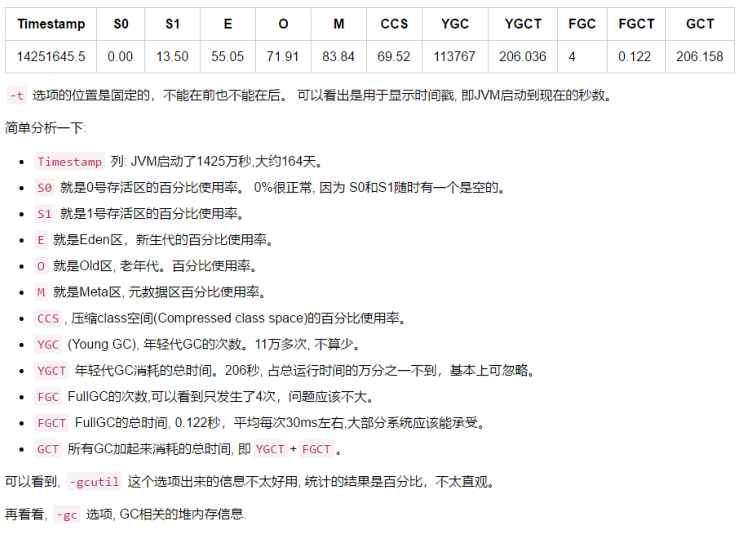 Timestamp S0 S1 E O M CCS YGC YGCT FGC FGCT GCT
14251645.5 0.00 13.50 55.05 71.91 83.84 69.52 113767 206.036 4 0.122 206.158
-t 选项的位置是固定的，不能在前也不能在后。 可以看出是用于显示时间戳, 即JVM启动到现在的秒数。
简单分析一下:
• Timestamp 列: JVM启动了1425万秒,大约164天。
• S0 就是0号存活区的百分比使用率。 0%很正常, 因为 S0和S1随时有一个是空的。
• S1 就是1号存活区的百分比使用率。
• E 就是Eden区，新生代的百分比使用率。
• O 就是Old区, 老年代。百分比使用率。
• M 就是Meta区, 元数据区百分比使用率。
• CCS , 压缩class空间(Compressed class space)的百分比使用率。
• YGC (Young GC), 年轻代GC的次数。11万多次, 不算少。
• YGCT 年轻代GC消耗的总时间。206秒, 占总运行时间的万分之一不到，基本上可忽略。
• FGC FullGC的次数,可以看到只发生了4次，问题应该不大。
• FGCT FullGC的总时间, 0.122秒，平均每次30ms左右,大部分系统应该能承受。
• GCT 所有GC加起来消耗的总时间, 即 YGCT + FGCT 。
可以看到, -gcutil 这个选项出来的信息不太好用, 统计的结果是百分比，不太直观。
再看看, -gc 选项, GC相关的堆内存信息.